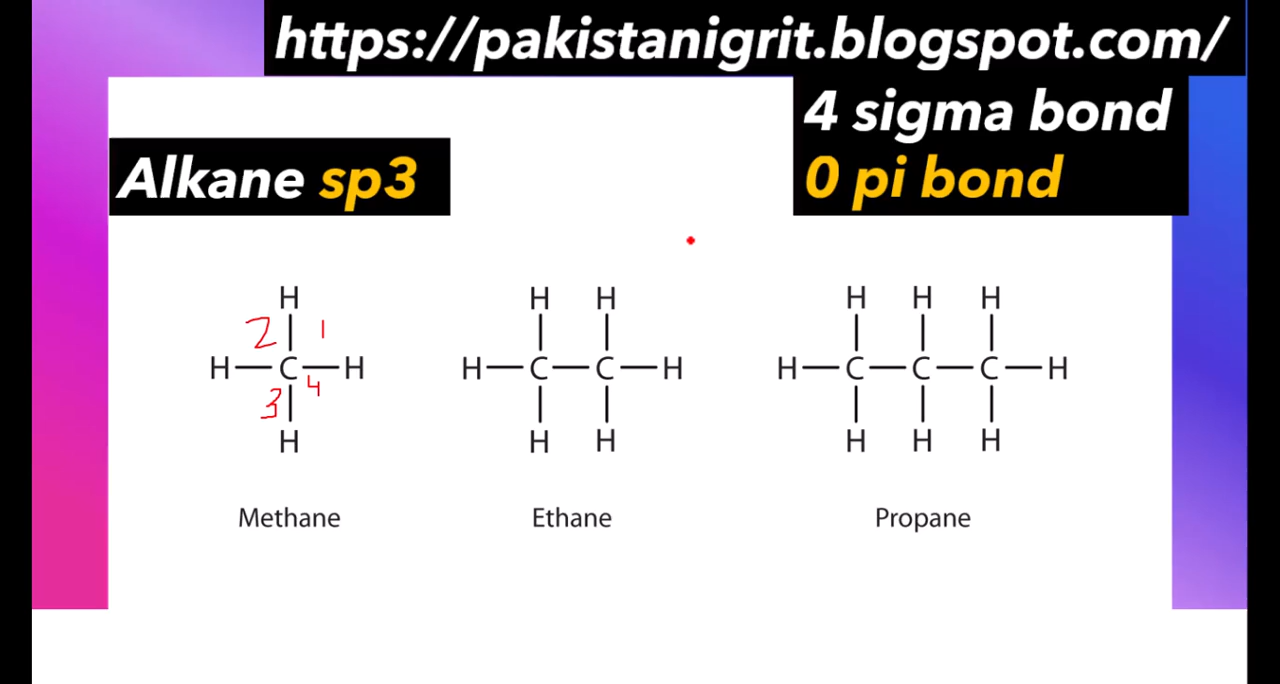 https://pakistanigrit.blogspot.com/
4 sigma bond
0 pi bond
Alkane sp3
H H H H H H
2 1
H C H H C C H H C C C H
3 4
H H H H H H
Methane Ethane Propane